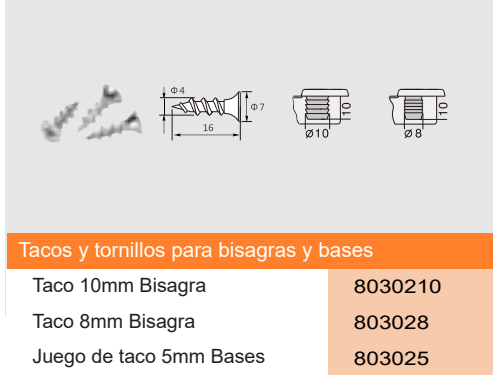 Φ4
Φ7
16
10
Ø10
10
Ø8
Tacos y tornillos para bisagras y bases
Taco 10mm Bisagra 8030210
Taco 8mm Bisagra 803028
Juego de taco 5mm Bases 803025